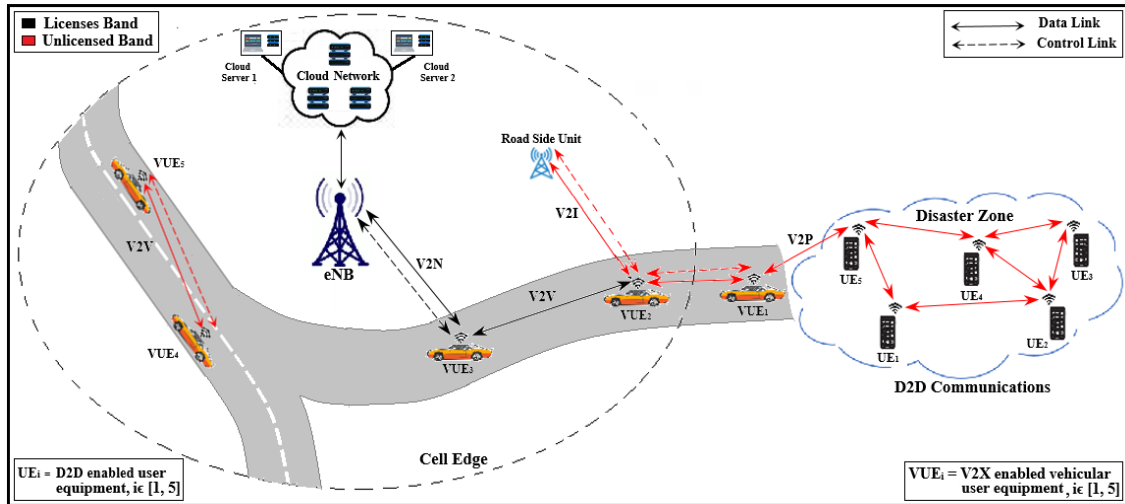 Licenses Band
Unlicensed Band
Cloud
Server 1
Cloud Network
Cloud
Server 2
Data Link
Control Link
Road Side Unit
VUE5
V2V
VUE4
eNB
V2N
V2I
V2V
VUE3
VUE2
VUE1
V2P
Disaster Zone
UE5
UE4
UE3
UE1
UE2
D2D Communications
Cell Edge
UEi = D2D enabled user
equipment, iϵ [1, 5]
VUEi = V2X enabled vehicular
user equipment, iϵ [1, 5]